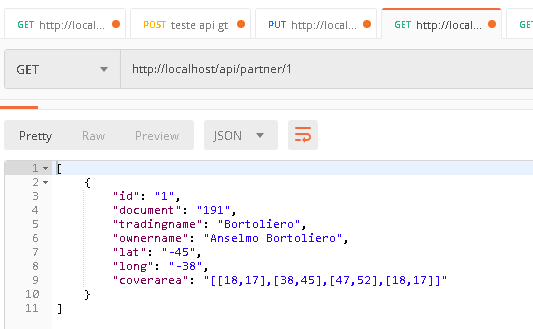 GET http://local...
POST teste api gt
PUT http://local...
GET http://local...
GET
GET http://localhost/api/partner/1
Pretty Raw Preview JSON
1 [
2 {
3 "id": "1",
4 "document": "191",
5 "tradingname": "Bortoliero",
6 "ownername": "Anselmo Bortoliero",
7 "lat": "-45",
8 "long": "-38",
9 "coverarea": "[[18,17],[38,45],[47,52],[18,17]]"
10 }
11 ]